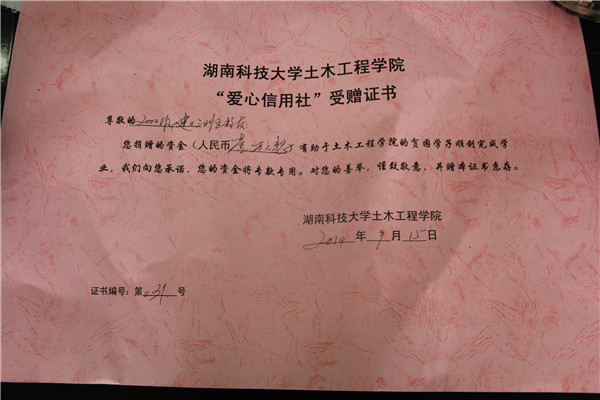 湖南科技大学土木工程学院
“爱心信用社”受赠证书
尊敬的
您捐赠的资金（人民币 ）有助于土木工程学院的贫困学子顺利完成学
业，我们向您承诺，您的资金将专款专用。对您的善举，谨致敬意，并赠本证书惠存。
湖南科技大学土木工程学院
2014 年 9 月 15 日
证书编号：第 号